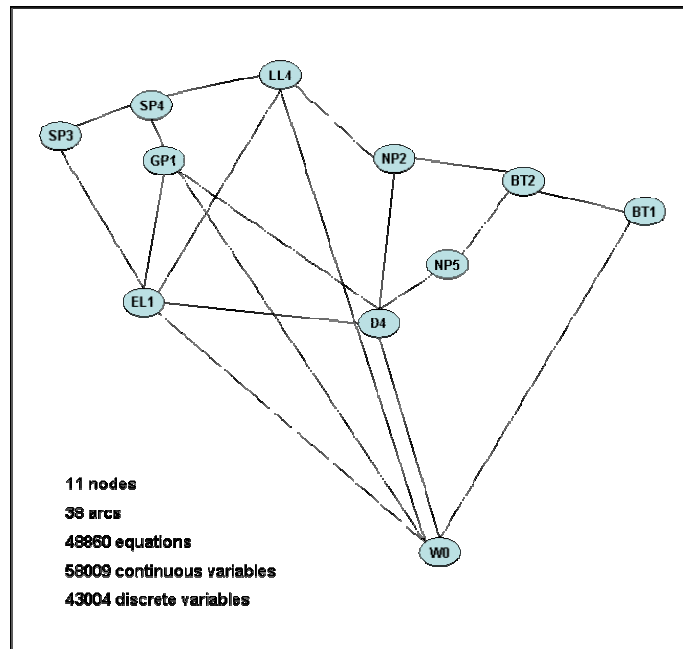 LL4
SP4
SP3
GP1
NP2
BT2
BT1
NP5
EL1
D4
W0
11 nodes
38 arcs
48860 equations
58009 continuous variables
43004 discrete variables